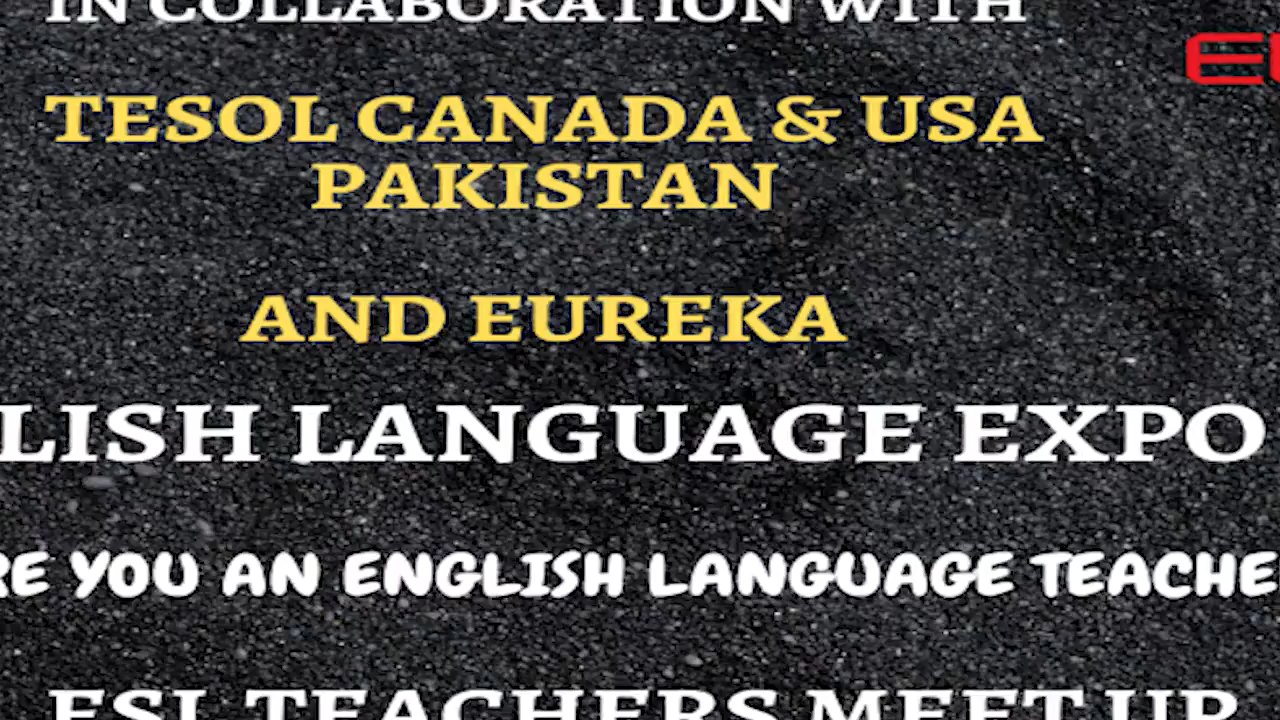 IN COLLABORATION WITH
TESOL CANADA & USA
PAKISTAN
AND EUREKA
LISH LANGUAGE EXPO
RE YOU AN ENGLISH LANGUAGE TEACHE
ESL TEACHERS MEET UP